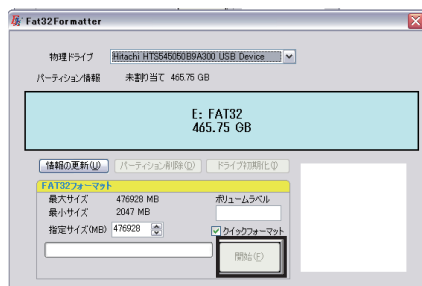 Fat32Formatter
物理ドライブ Hitachi HTS545050B9A300 USB Device
パーティション情報 未割り当て 465.75 GB
E: FAT32
465.75 GB
情報の更新(U) パーティション削除(D) ドライブ初期化(I)
FAT32フォーマット
最大サイズ 476928 MB ボリュームラベル
最小サイズ 2047 MB
指定サイズ(MB) 476928 クイックフォーマット
開始(F)